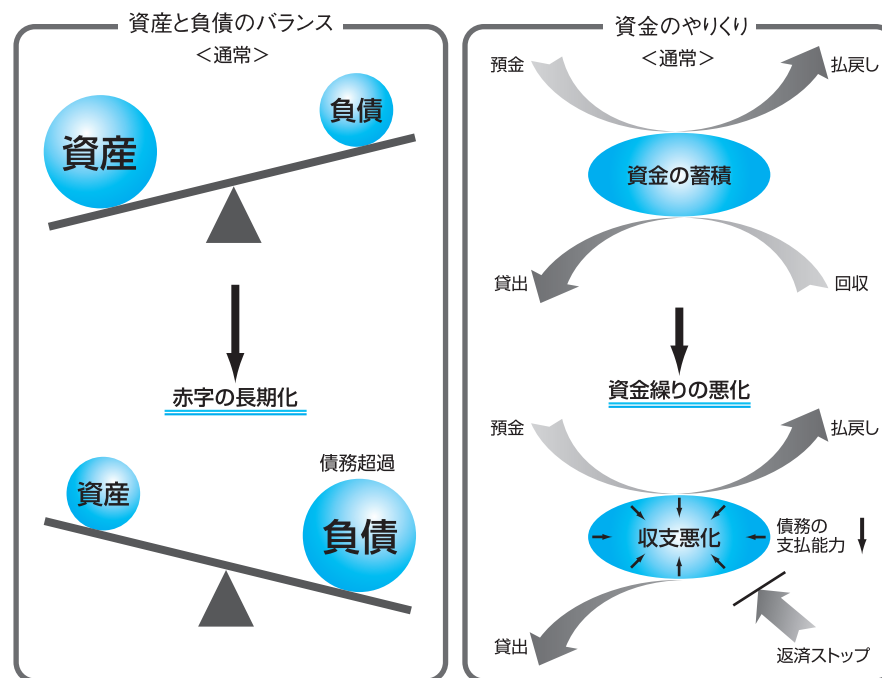 資産と負債のバランス
<通常>
資産
負債
赤字の長期化
債務超過
資産
負債
資金のやりくり
<通常>
預金
払戻し
資金の蓄積
貸出
回収
資金繰りの悪化
預金
払戻し
収支悪化
債務の
支払能力
貸出
返済ストップ